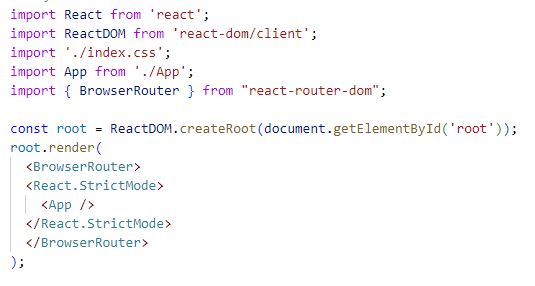 import React from 'react';
import ReactDOM from 'react-dom/client';
import './index.css';
import App from './App';
import { BrowserRouter } from "react-router-dom";

const root = ReactDOM.createRoot(document.getElementById('root'));
root.render(
  <BrowserRouter>
  <React.StrictMode>
    <App />
  </React.StrictMode>
  </BrowserRouter>
);